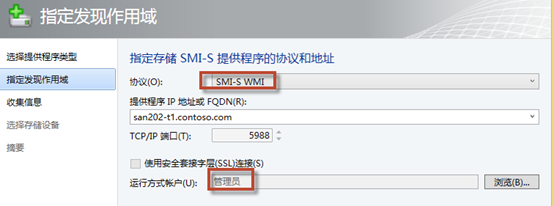 指定发现作用域
选择提供程序类型
指定发现作用域
收集信息
选择存储设备
摘要
指定存储 SMI-S 提供程序的协议和地址
协议(O): SMI-S WMI
提供程序 IP 地址或 FQDN(R):
san202-t1.contoso.com
TCP/IP 端口(T): 5988
使用安全套接字层(SSL)连接(S)
运行方式帐户(U): 管理员 浏览(B)...